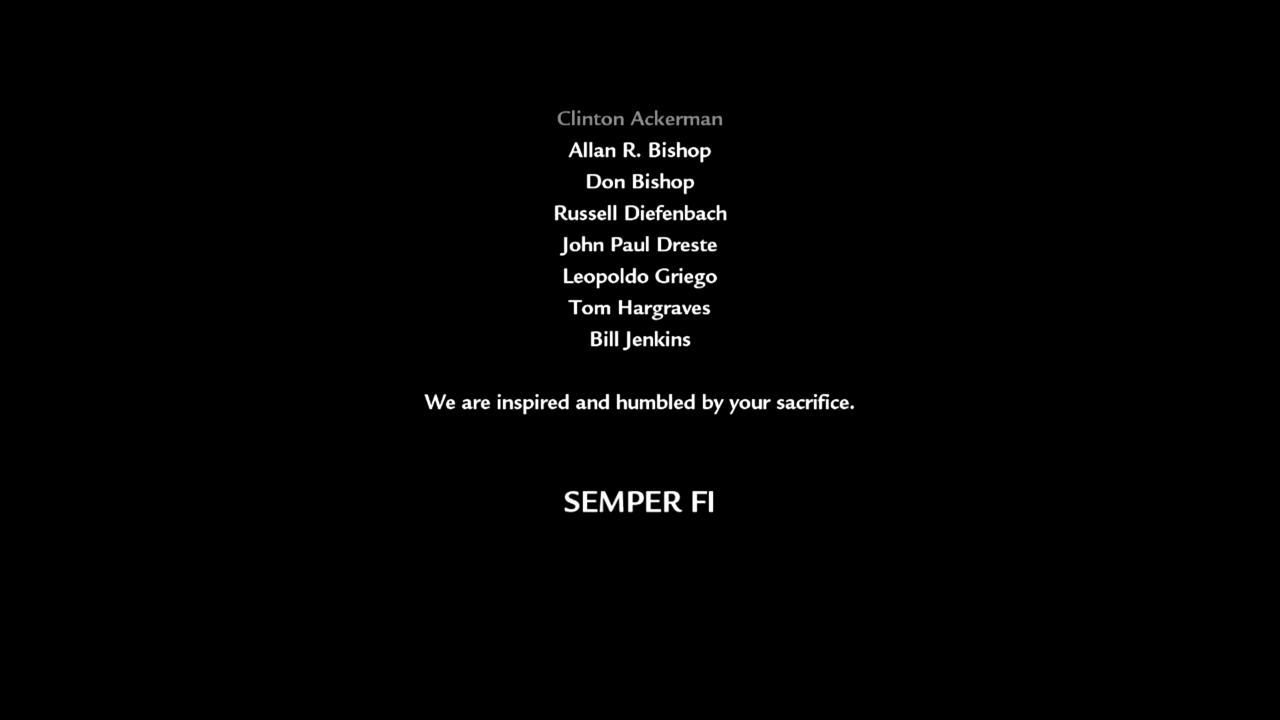 Clinton Ackerman
Allan R. Bishop
Don Bishop
Russell Diefenbach
John Paul Dreste
Leopoldo Griego
Tom Hargraves
Bill Jenkins
We are inspired and humbled by your sacrifice.
SEMPER FI